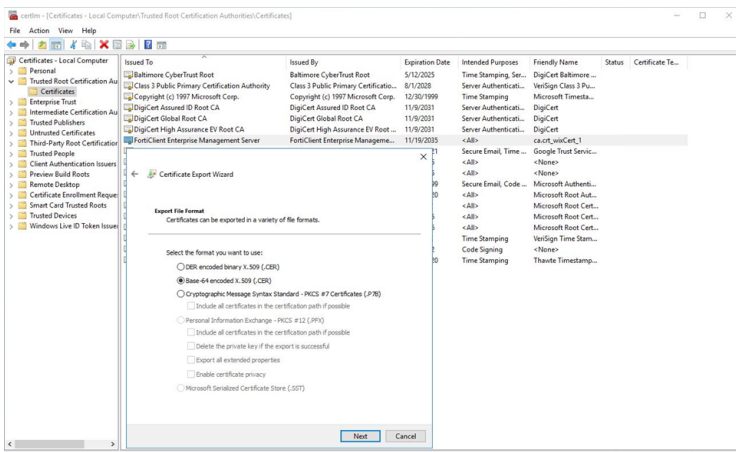 certlm - [Certificates - Local Computer\Trusted Root Certification Authorities\Certificates]
File Action View Help
Certificates - Local Computer
Personal
Trusted Root Certification Au
Certificates
Enterprise Trust
Intermediate Certification Au
Trusted Publishers
Untrusted Certificates
Third-Party Root Certification
Trusted People
Client Authentication Issuers
Preview Build Roots
Remote Desktop
Certificate Enrollment Reques
Smart Card Trusted Roots
Trusted Devices
Windows Live ID Token Issuer
Issued To Issued By Expiration Date Intended Purposes Friendly Name Status Certificate Te...
Baltimore CyberTrust Root Baltimore CyberTrust Root 5/12/2025 Time Stamping, Ser... DigiCert Baltimore ...
Class 3 Public Primary Certification Authority Class 3 Public Primary Certificatio... 8/1/2028 Server Authenticati... VeriSign Class 3 Pu...
Copyright (c) 1997 Microsoft Corp. Copyright (c) 1997 Microsoft Corp. 12/30/1999 Time Stamping Microsoft Timesta...
DigiCert Assured ID Root CA DigiCert Assured ID Root CA 11/9/2031 Server Authenticati... DigiCert
DigiCert Global Root CA DigiCert Global Root CA 11/9/2031 Server Authenticati... DigiCert
DigiCert High Assurance EV Root CA DigiCert High Assurance EV Root ... 11/9/2031 Server Authenticati... DigiCert
FortiClient Enterprise Management Server FortiClient Enterprise Manageme... 11/19/2035 <All> ca.crt_wixCert_1
21 Secure Email, Time ... Google Trust Servic...
<All> <None>
<All> <None>
99 Secure Email, Code ... Microsoft Authenti...
20 <All> Microsoft Root Aut...
<All> Microsoft Root Cert...
<All> Microsoft Root Cert...
<All> Microsoft Root Cert...
Time Stamping VeriSign Time Stam...
Code Signing <None>
20 Time Stamping Thawte Timestamp...
Certificate Export Wizard
Export File Format
Certificates can be exported in a variety of file formats.
Select the format you want to use:
DER encoded binary X.509 (.CER)
Base-64 encoded X.509 (.CER)
Cryptographic Message Syntax Standard - PKCS #7 Certificates (.P7B)
Include all certificates in the certification path if possible
Personal Information Exchange - PKCS #12 (.PFX)
Include all certificates in the certification path if possible
Delete the private key if the export is successful
Export all extended properties
Enable certificate privacy
Microsoft Serialized Certificate Store (.SST)
Next Cancel